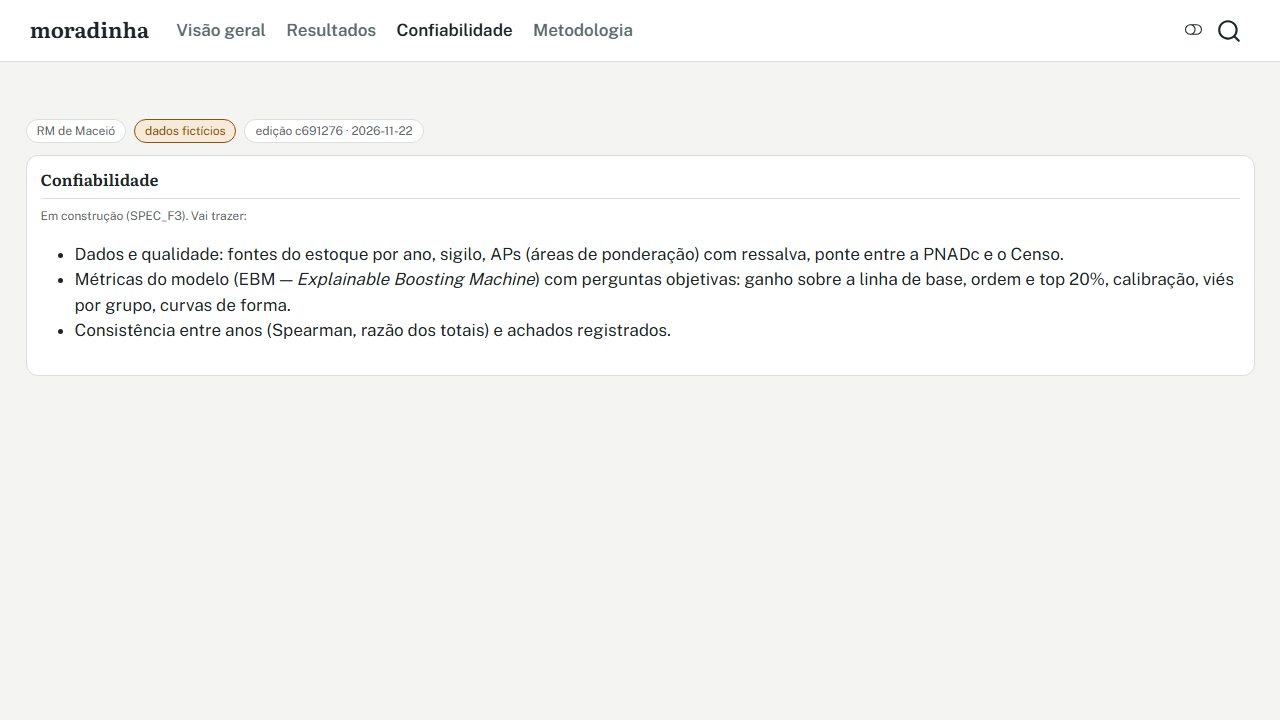 moradinha Visão geral Resultados Confiabilidade Metodologia
RM de Maceió dados fictícios edição c691276 · 2026-11-22
Confiabilidade
Em construção (SPEC_F3). Vai trazer:
• Dados e qualidade: fontes do estoque por ano, sigilo, APs (áreas de ponderação) com ressalva, ponte entre a PNADc e o Censo.
• Métricas do modelo (EBM — Explainable Boosting Machine) com perguntas objetivas: ganho sobre a linha de base, ordem e top 20%, calibração, viés
por grupo, curvas de forma.
• Consistência entre anos (Spearman, razão dos totais) e achados registrados.